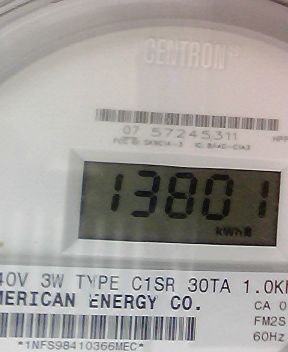 CENTRON®
07 57245311
13801
kWh
40V 3W TYPE C1SR 30TA 1.0K
MERICAN ENERGY CO.
CA 0
FM2S
60Hz
*1NFS98410366MEC*